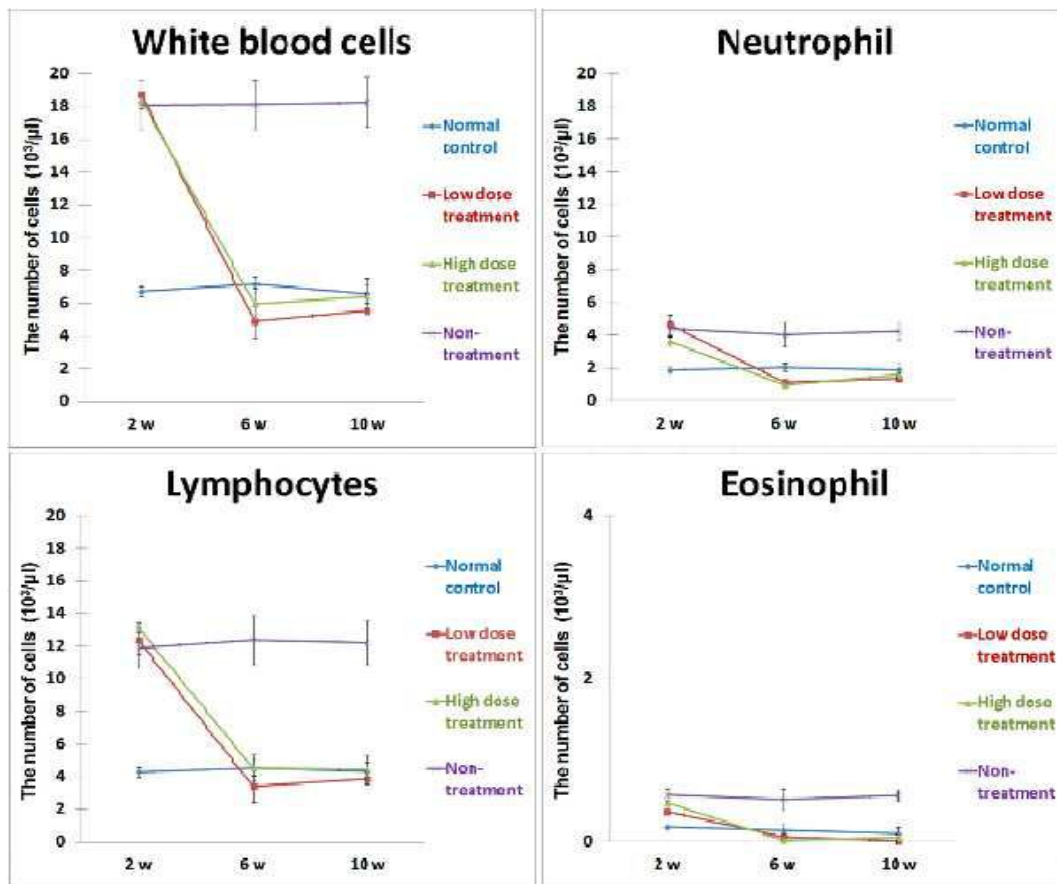 White blood cells
The number of cells (10³/µl)
20
18
16
14
12
10
8
6
4
2
0
2 w 6 w 10 w
Normal
control
Low dose
treatment
High dose
treatment
Non-
treatment
Neutrophil
The number of cells (10³/µl)
20
18
16
14
12
10
8
6
4
2
0
2 w 6 w 10 w
Normal
control
Low dose
treatment
High dose
treatment
Non-
treatment
Lymphocytes
The number of cells (10³/µl)
20
18
16
14
12
10
8
6
4
2
0
2 w 6 w 10 w
Normal
control
Low dose
treatment
High dose
treatment
Non-
treatment
Eosinophil
The number of cells (10³/µl)
4
2
0
2 w 6 w 10 w
Normal
control
Low dose
treatment
High dose
treatment
Non-
treatment